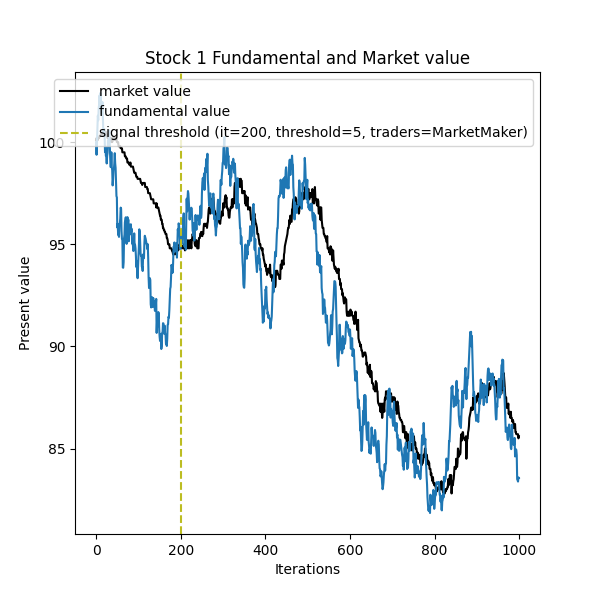 Stock 1 Fundamental and Market value
market value
fundamental value
signal threshold (it=200, threshold=5, traders=MarketMaker)
100
95
90
85
Present value
0 200 400 600 800 1000
Iterations